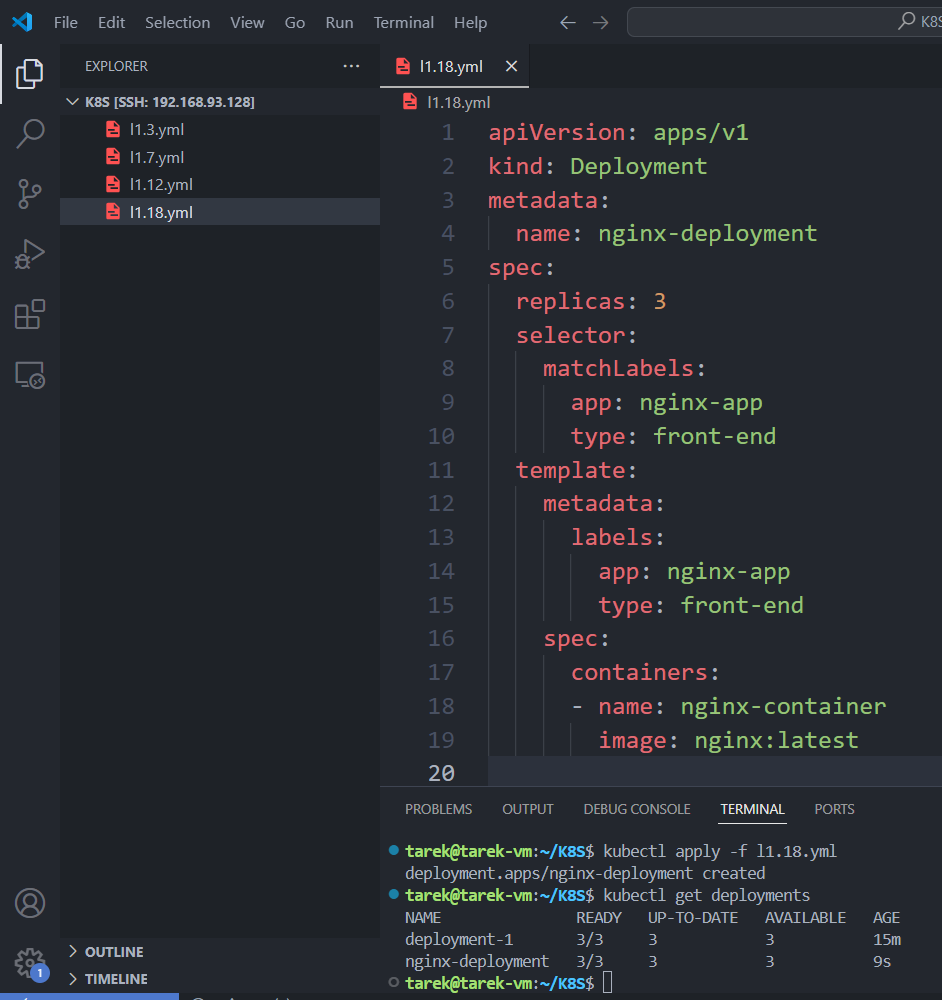 File Edit Selection View Go Run Terminal Help
K8S
EXPLORER
K8S [SSH: 192.168.93.128]
l1.3.yml
l1.7.yml
l1.12.yml
l1.18.yml
OUTLINE
TIMELINE
1
l1.18.yml
l1.18.yml
1 apiVersion: apps/v1
2 kind: Deployment
3 metadata:
4   name: nginx-deployment
5 spec:
6   replicas: 3
7   selector:
8     matchLabels:
9       app: nginx-app
10       type: front-end
11   template:
12     metadata:
13       labels:
14         app: nginx-app
15         type: front-end
16     spec:
17       containers:
18       - name: nginx-container
19         image: nginx:latest
20
PROBLEMS OUTPUT DEBUG CONSOLE TERMINAL PORTS
tarek@tarek-vm:~/K8S$ kubectl apply -f l1.18.yml
deployment.apps/nginx-deployment created
tarek@tarek-vm:~/K8S$ kubectl get deployments
NAME READY UP-TO-DATE AVAILABLE AGE
deployment-1 3/3 3 3 15m
nginx-deployment 3/3 3 3 9s
tarek@tarek-vm:~/K8S$